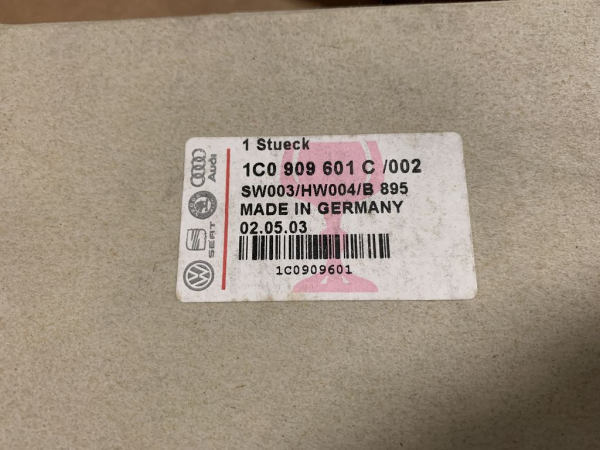 1 Stueck
1C0 909 601 C /002
SW003/HW004/B 895
MADE IN GERMANY
02.05.03
1C0909601
Audi
SEAT